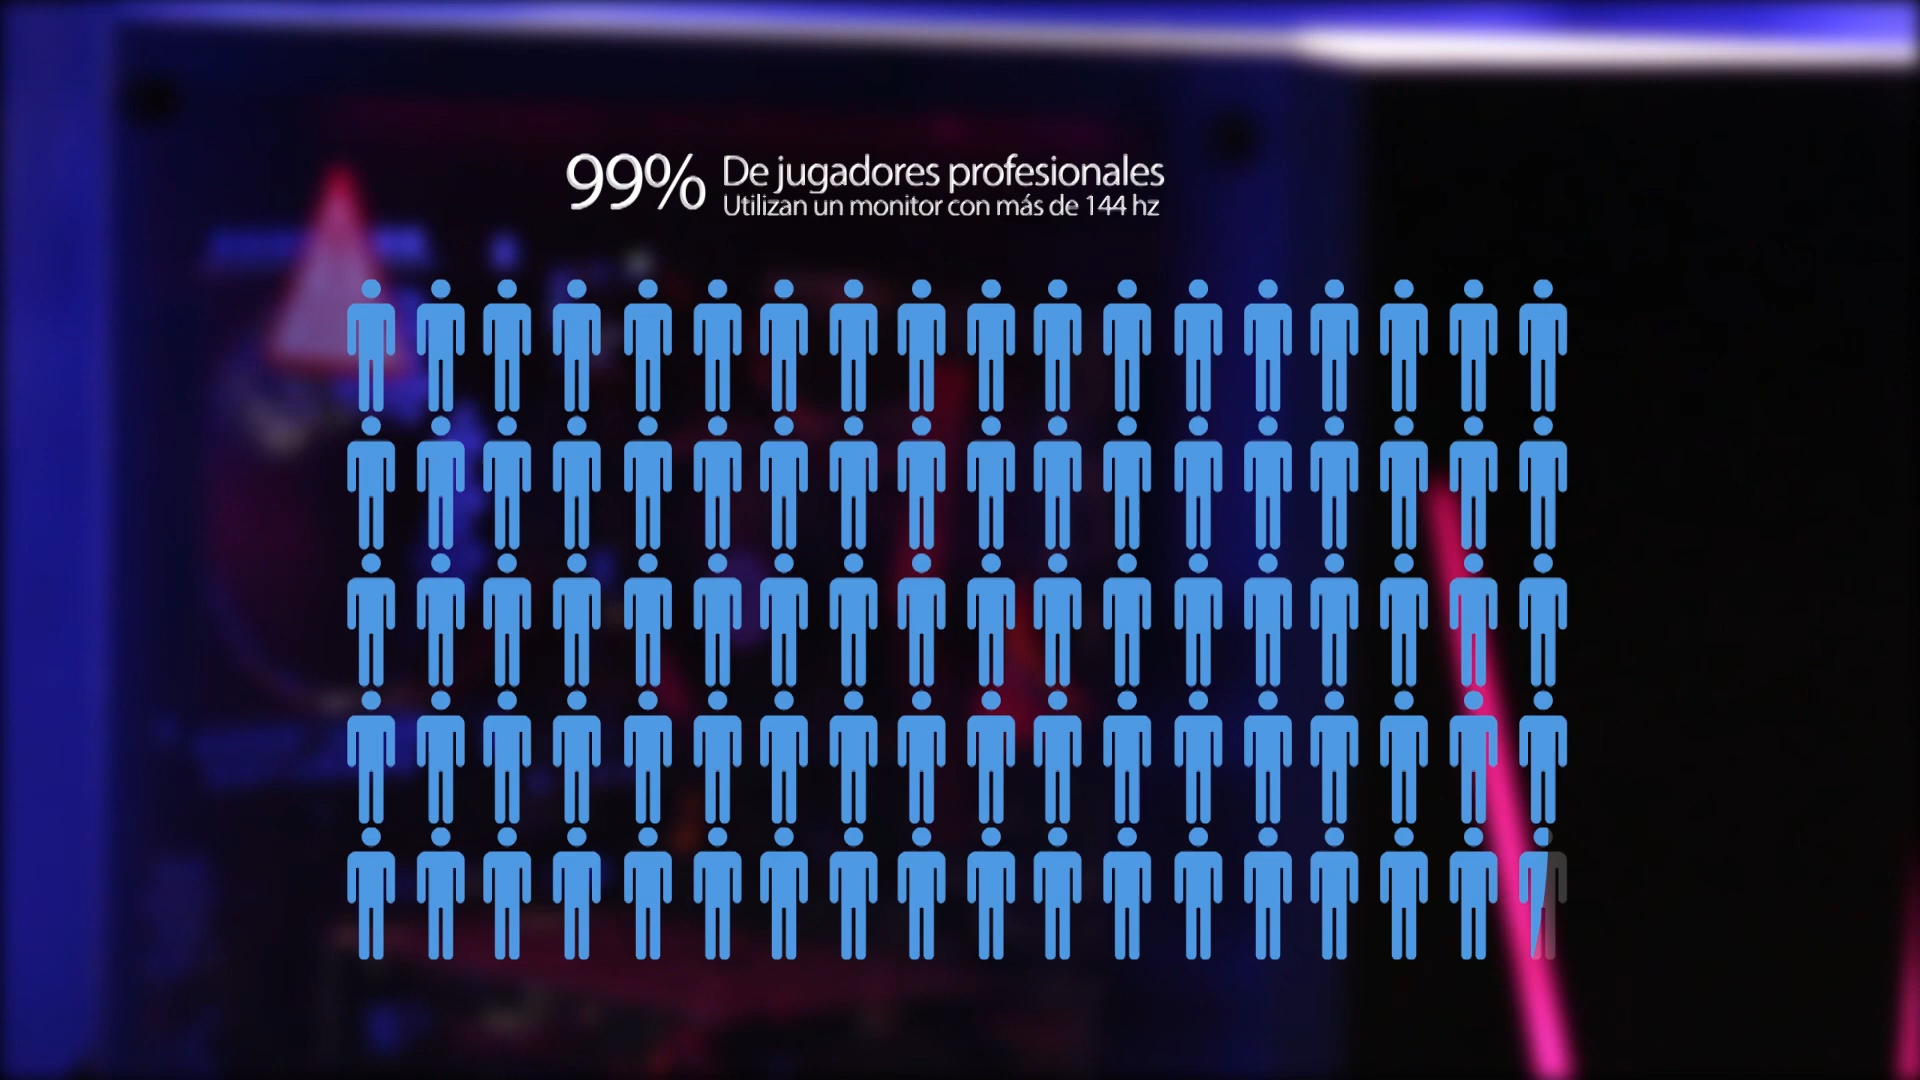 99% De jugadores profesionales
Utilizan un monitor con más de 144 hz